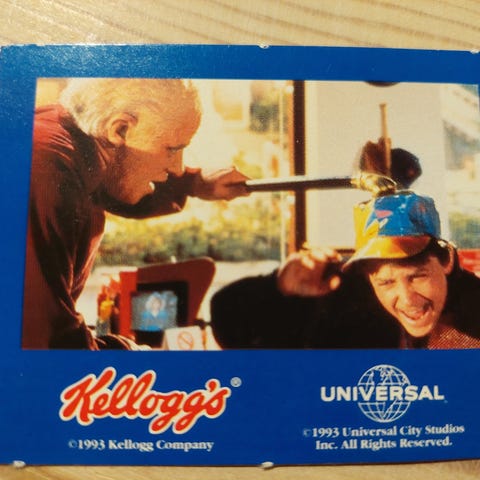 Kellogg's®
©1993 Kellogg Company
UNIVERSAL
©1993 Universal City Studios
Inc. All Rights Reserved.